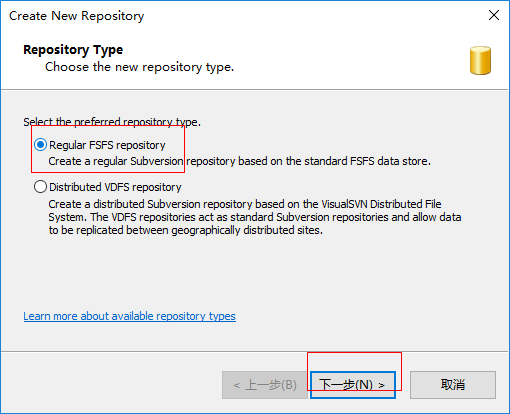 Create New Repository
Repository Type
Choose the new repository type.
Select the preferred repository type.
Regular FSFS repository
Create a regular Subversion repository based on the standard FSFS data store.
Distributed VDFS repository
Create a distributed Subversion repository based on the VisualSVN Distributed File
System. The VDFS repositories act as standard Subversion repositories and allow data
to be replicated between geographically distributed sites.
Learn more about available repository types
< 上一步(B)
下一步(N) >
取消